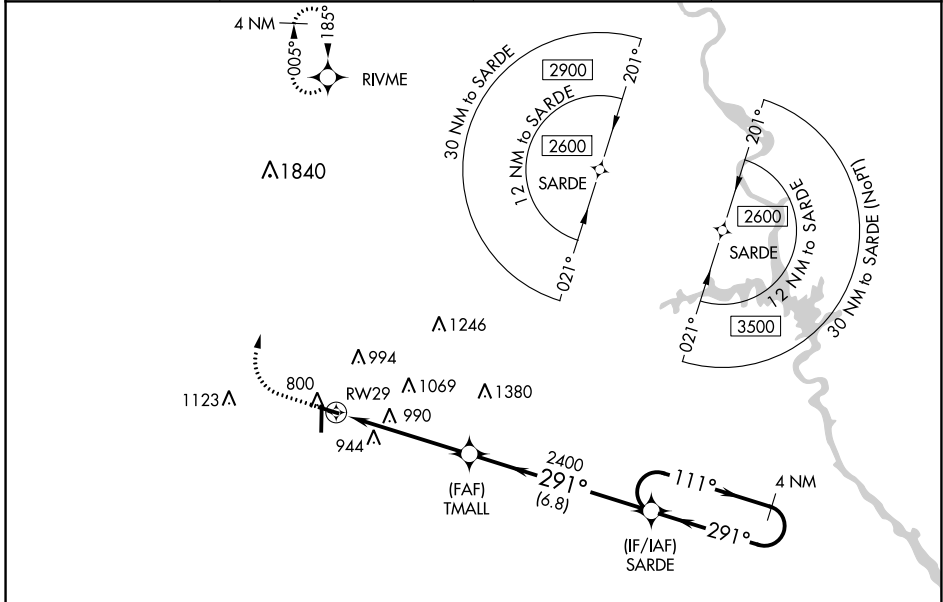 4 NM
185°
005°
RIVME
1840
30 NM to SARDE
2900
201°
12 NM to SARDE
2600
SARDE
021°
201°
2600
SARDE
12 NM to SARDE
30 NM to SARDE (NoPT)
3500
021°
1246
994
1123
800
RW29
1069
1380
990
944
2400
291°
(6.8)
(FAF)
TMALL
111°
4 NM
291°
(IF/IAF)
SARDE